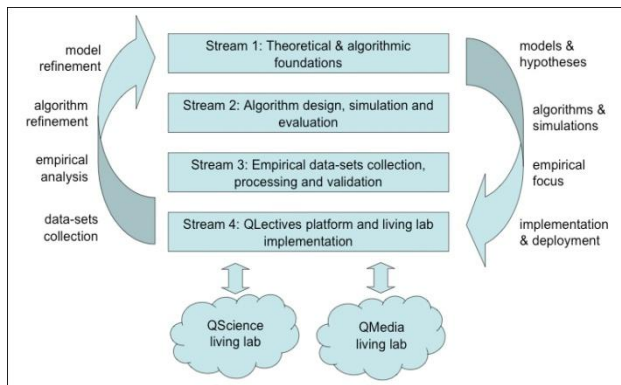 model
refinement
algorithm
refinement
empirical
analysis
data-sets
collection
Stream 1: Theoretical & algorithmic
foundations
Stream 2: Algorithm design, simulation and
evaluation
Stream 3: Empirical data-sets collection,
processing and validation
Stream 4: QLectives platform and living lab
implementation
models &
hypotheses
algorithms &
simulations
empirical
focus
implementation
& deployment
QScience
living lab
QMedia
living lab